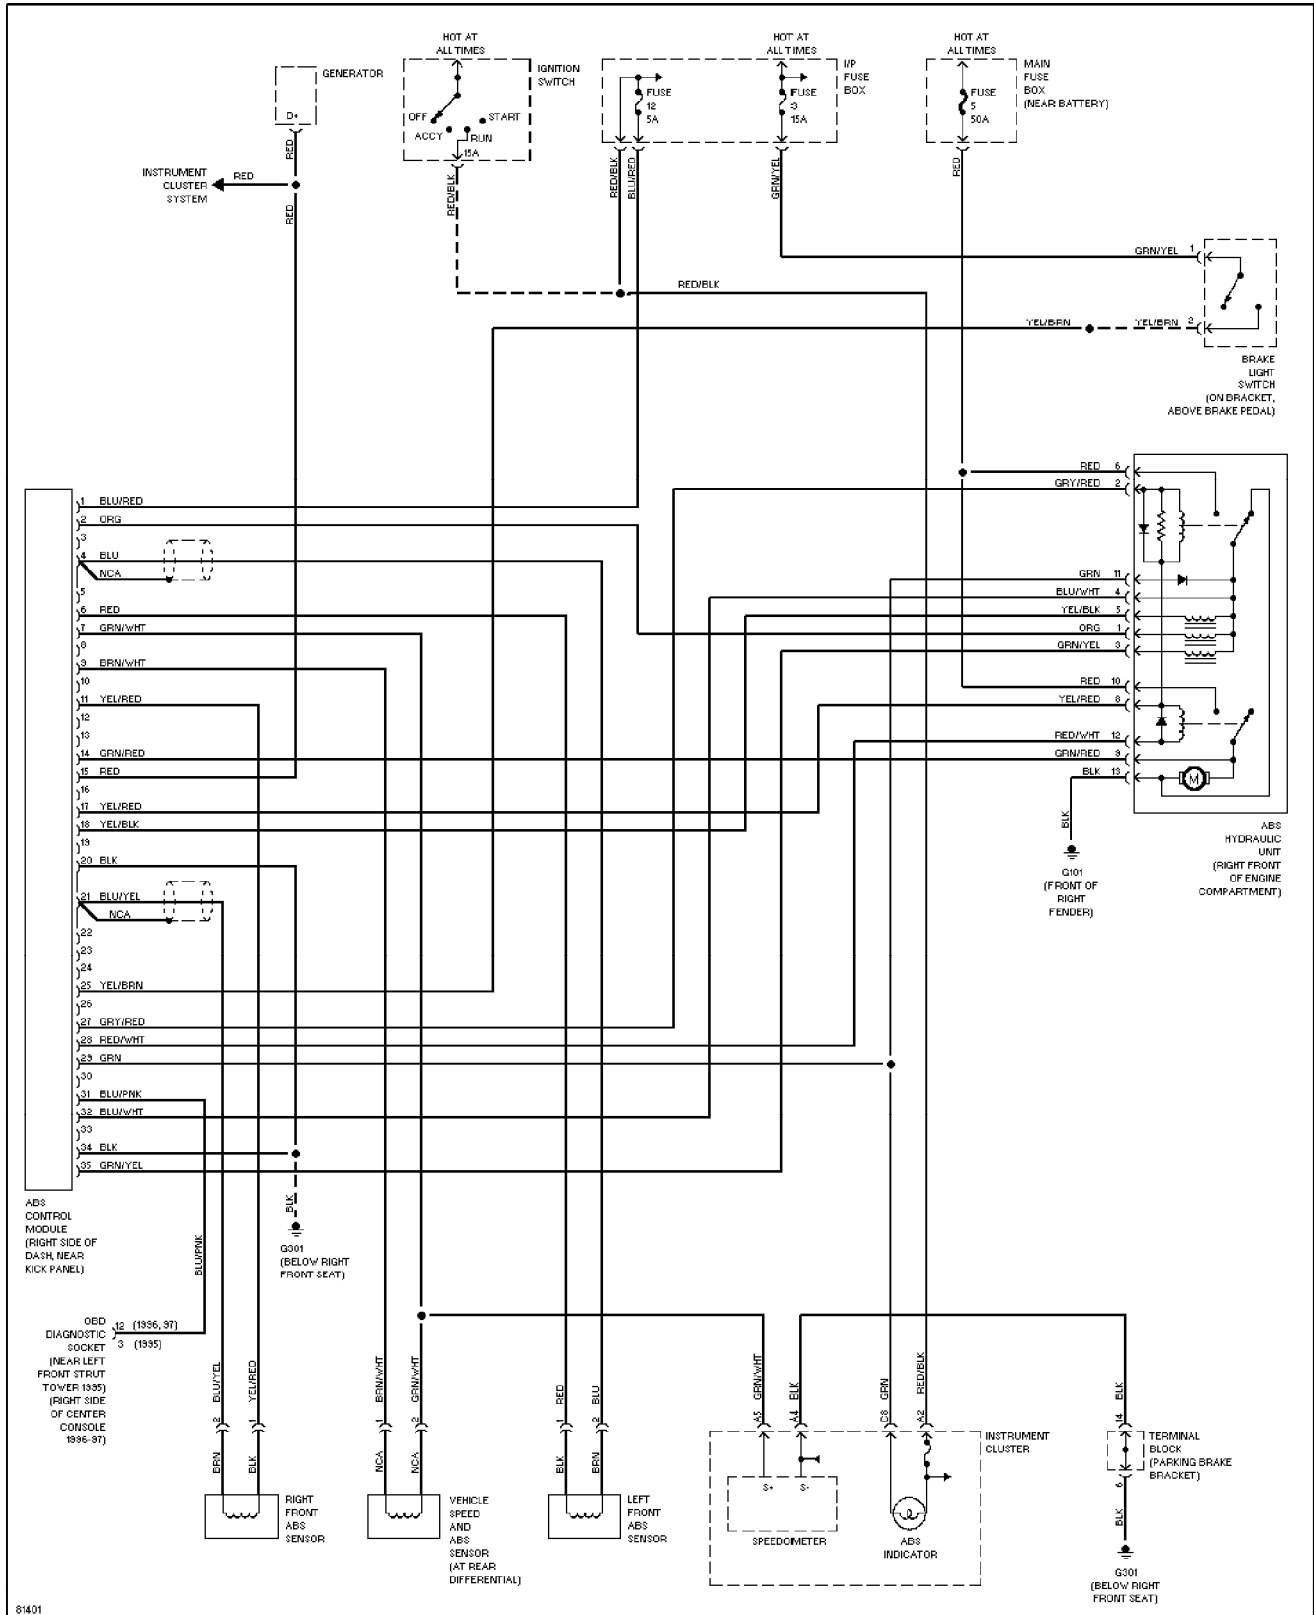 HOT AT
ALL TIMES
HOT AT
ALL TIMES
HOT AT
ALL TIMES
GENERATOR
D+
IGNITION
SWITCH
OFF
ACCY
RUN
START
15A
I/P
FUSE
BOX
FUSE
12
5A
FUSE
3
15A
MAIN
FUSE
BOX
(NEAR BATTERY)
FUSE
5
50A
RED
RED/BLK
RED/BLK
BLU/RED
GRN/YEL
RED
INSTRUMENT
CLUSTER
SYSTEM
RED
RED
GRN/YEL 1
RED/BLK
YEL/BRN
YEL/BRN 2
BRAKE
LIGHT
SWITCH
(ON BRACKET,
ABOVE BRAKE PEDAL)
RED 6
GRY/RED 2
GRN 11
BLU/WHT 4
YEL/BLK 5
ORG 1
GRN/YEL 3
RED 10
YEL/RED 8
RED/WHT 12
GRN/RED 9
BLK 13
M
BLK
G101
(FRONT OF
RIGHT
FENDER)
ABS
HYDRAULIC
UNIT
(RIGHT FRONT
OF ENGINE
COMPARTMENT)
1 BLU/RED
2 ORG
3
4 BLU
NCA
5
6 RED
7 GRN/WHT
8
9 BRN/WHT
10
11 YEL/RED
12
13
14 GRN/RED
15 RED
16
17 YEL/RED
18 YEL/BLK
19
20 BLK
21 BLU/YEL
NCA
22
23
24
25 YEL/BRN
26
27 GRY/RED
28 RED/WHT
29 GRN
30
31 BLU/PNK
32 BLU/WHT
33
34 BLK
35 GRN/YEL
ABS
CONTROL
MODULE
(RIGHT SIDE OF
DASH, NEAR
KICK PANEL)
BLU/PNK
BLK
G301
(BELOW RIGHT
FRONT SEAT)
OBD
DIAGNOSTIC
SOCKET
(NEAR LEFT
FRONT STRUT
TOWER 1995)
(RIGHT SIDE
OF CENTER
CONSOLE
1996-97)
12 (1996, 97)
3 (1995)
2 BLU/YEL
1 YEL/RED
1 BRN/WHT
2 GRN/WHT
1 RED
2 BLU
A5 GRN/WHT
A4 BLK
C8 GRN
A2 RED/BLK
14 BLK
BRN
BLK
NCA
NCA
BLK
BRN
RIGHT
FRONT
ABS
SENSOR
VEHICLE
SPEED
AND
ABS
SENSOR
(AT REAR
DIFFERENTIAL)
LEFT
FRONT
ABS
SENSOR
S+
S-
SPEEDOMETER
ABS
INDICATOR
INSTRUMENT
CLUSTER
TERMINAL
BLOCK
(PARKING BRAKE
BRACKET)
6
BLK
G301
(BELOW RIGHT
FRONT SEAT)
81401